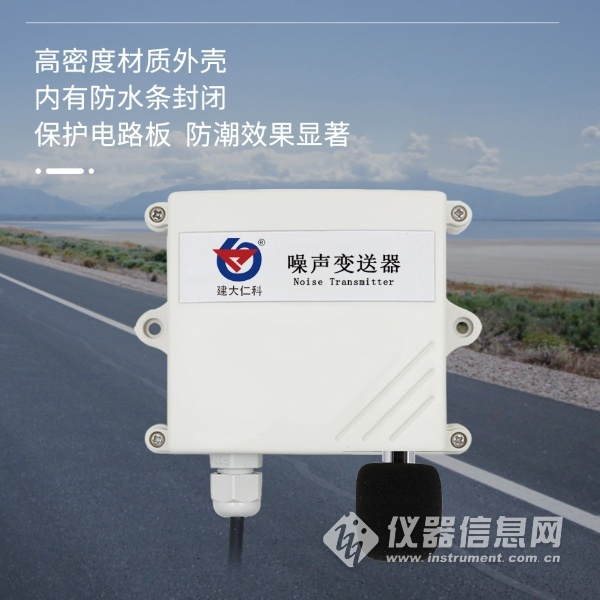 高密度材质外壳
内有防水条封闭
保护电路板 防潮效果显著
®
建大仁科
噪声变送器
Noise Transmitter
仪器信息网
www.instrument.com.cn